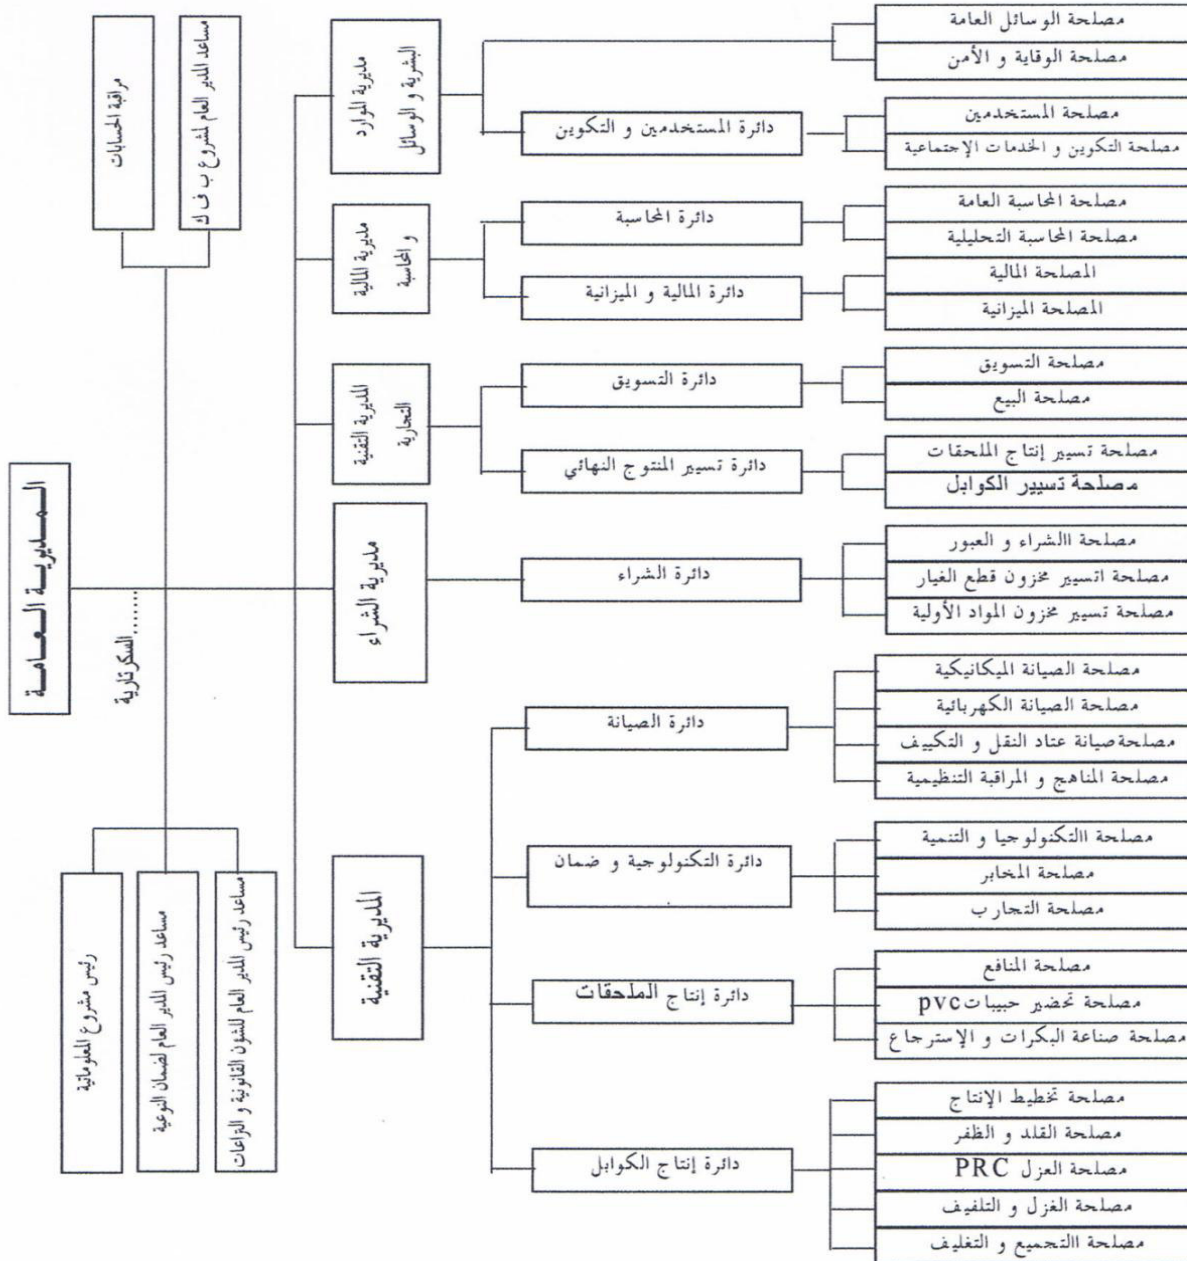 المـديريـة العـامـة
السكرتارية........
مراقبة الحسابات
مساعد المدير العام لمشروع ب ف ك
رئيس مشروع المعلوماتية
مساعد رئيس المدير العام لضمان النوعية
مساعد رئيس المدير العام للشؤون القانونية و النزاعات
مديرية الموارد
البشرية و الوسائل
مصلحة الوسائل العامة
مصلحة الوقاية و الأمن
دائرة المستخدمين و التكوين
مصلحة المستخدمين
مصلحة التكوين و الخدمات الإجتماعية
مديرية المالية
و المحاسبة
دائرة المحاسبة
مصلحة المحاسبة العامة
مصلحة المحاسبة التحليلية
دائرة المالية و الميزانية
المصلحة المالية
المصلحة الميزانية
المديرية التقنية
التجارية
دائرة التسويق
مصلحة التسويق
مصلحة البيع
دائرة تسيير المنتوج النهائي
مصلحة تسيير إنتاج الملحقات
مصلحة تسيير الكوابل
مديرية الشراء
دائرة الشراء
مصلحة االشراء و العبور
مصلحة اتسيير مخزون قطع الغيار
مصلحة تسيير مخزون المواد الأولية
المديرية التقنية
دائرة الصيانة
مصلحة الصيانة الميكانيكية
مصلحة الصيانة الكهربائية
مصلحةصيانة عتاد النقل و التكييف
مصلحة المناهج و المراقبة التنظيمية
دائرة التكنولوجية و ضمان
مصلحة االتكنولوجيا و التنمية
مصلحة المخابر
مصلحة التجارب
دائرة إنتاج الملحقات
مصلحة المنافع
مصلحة تحضير حبيبات pvc
مصلحة صناعة البكرات و الإسترجاع
دائرة إنتاج الكوابل
مصلحة تخطيط الإنتاج
مصلحة القلد و الظفر
مصلحة العزل PRC
مصلحة الغزل و التلفيف
مصلحة االتجميع و التغليف